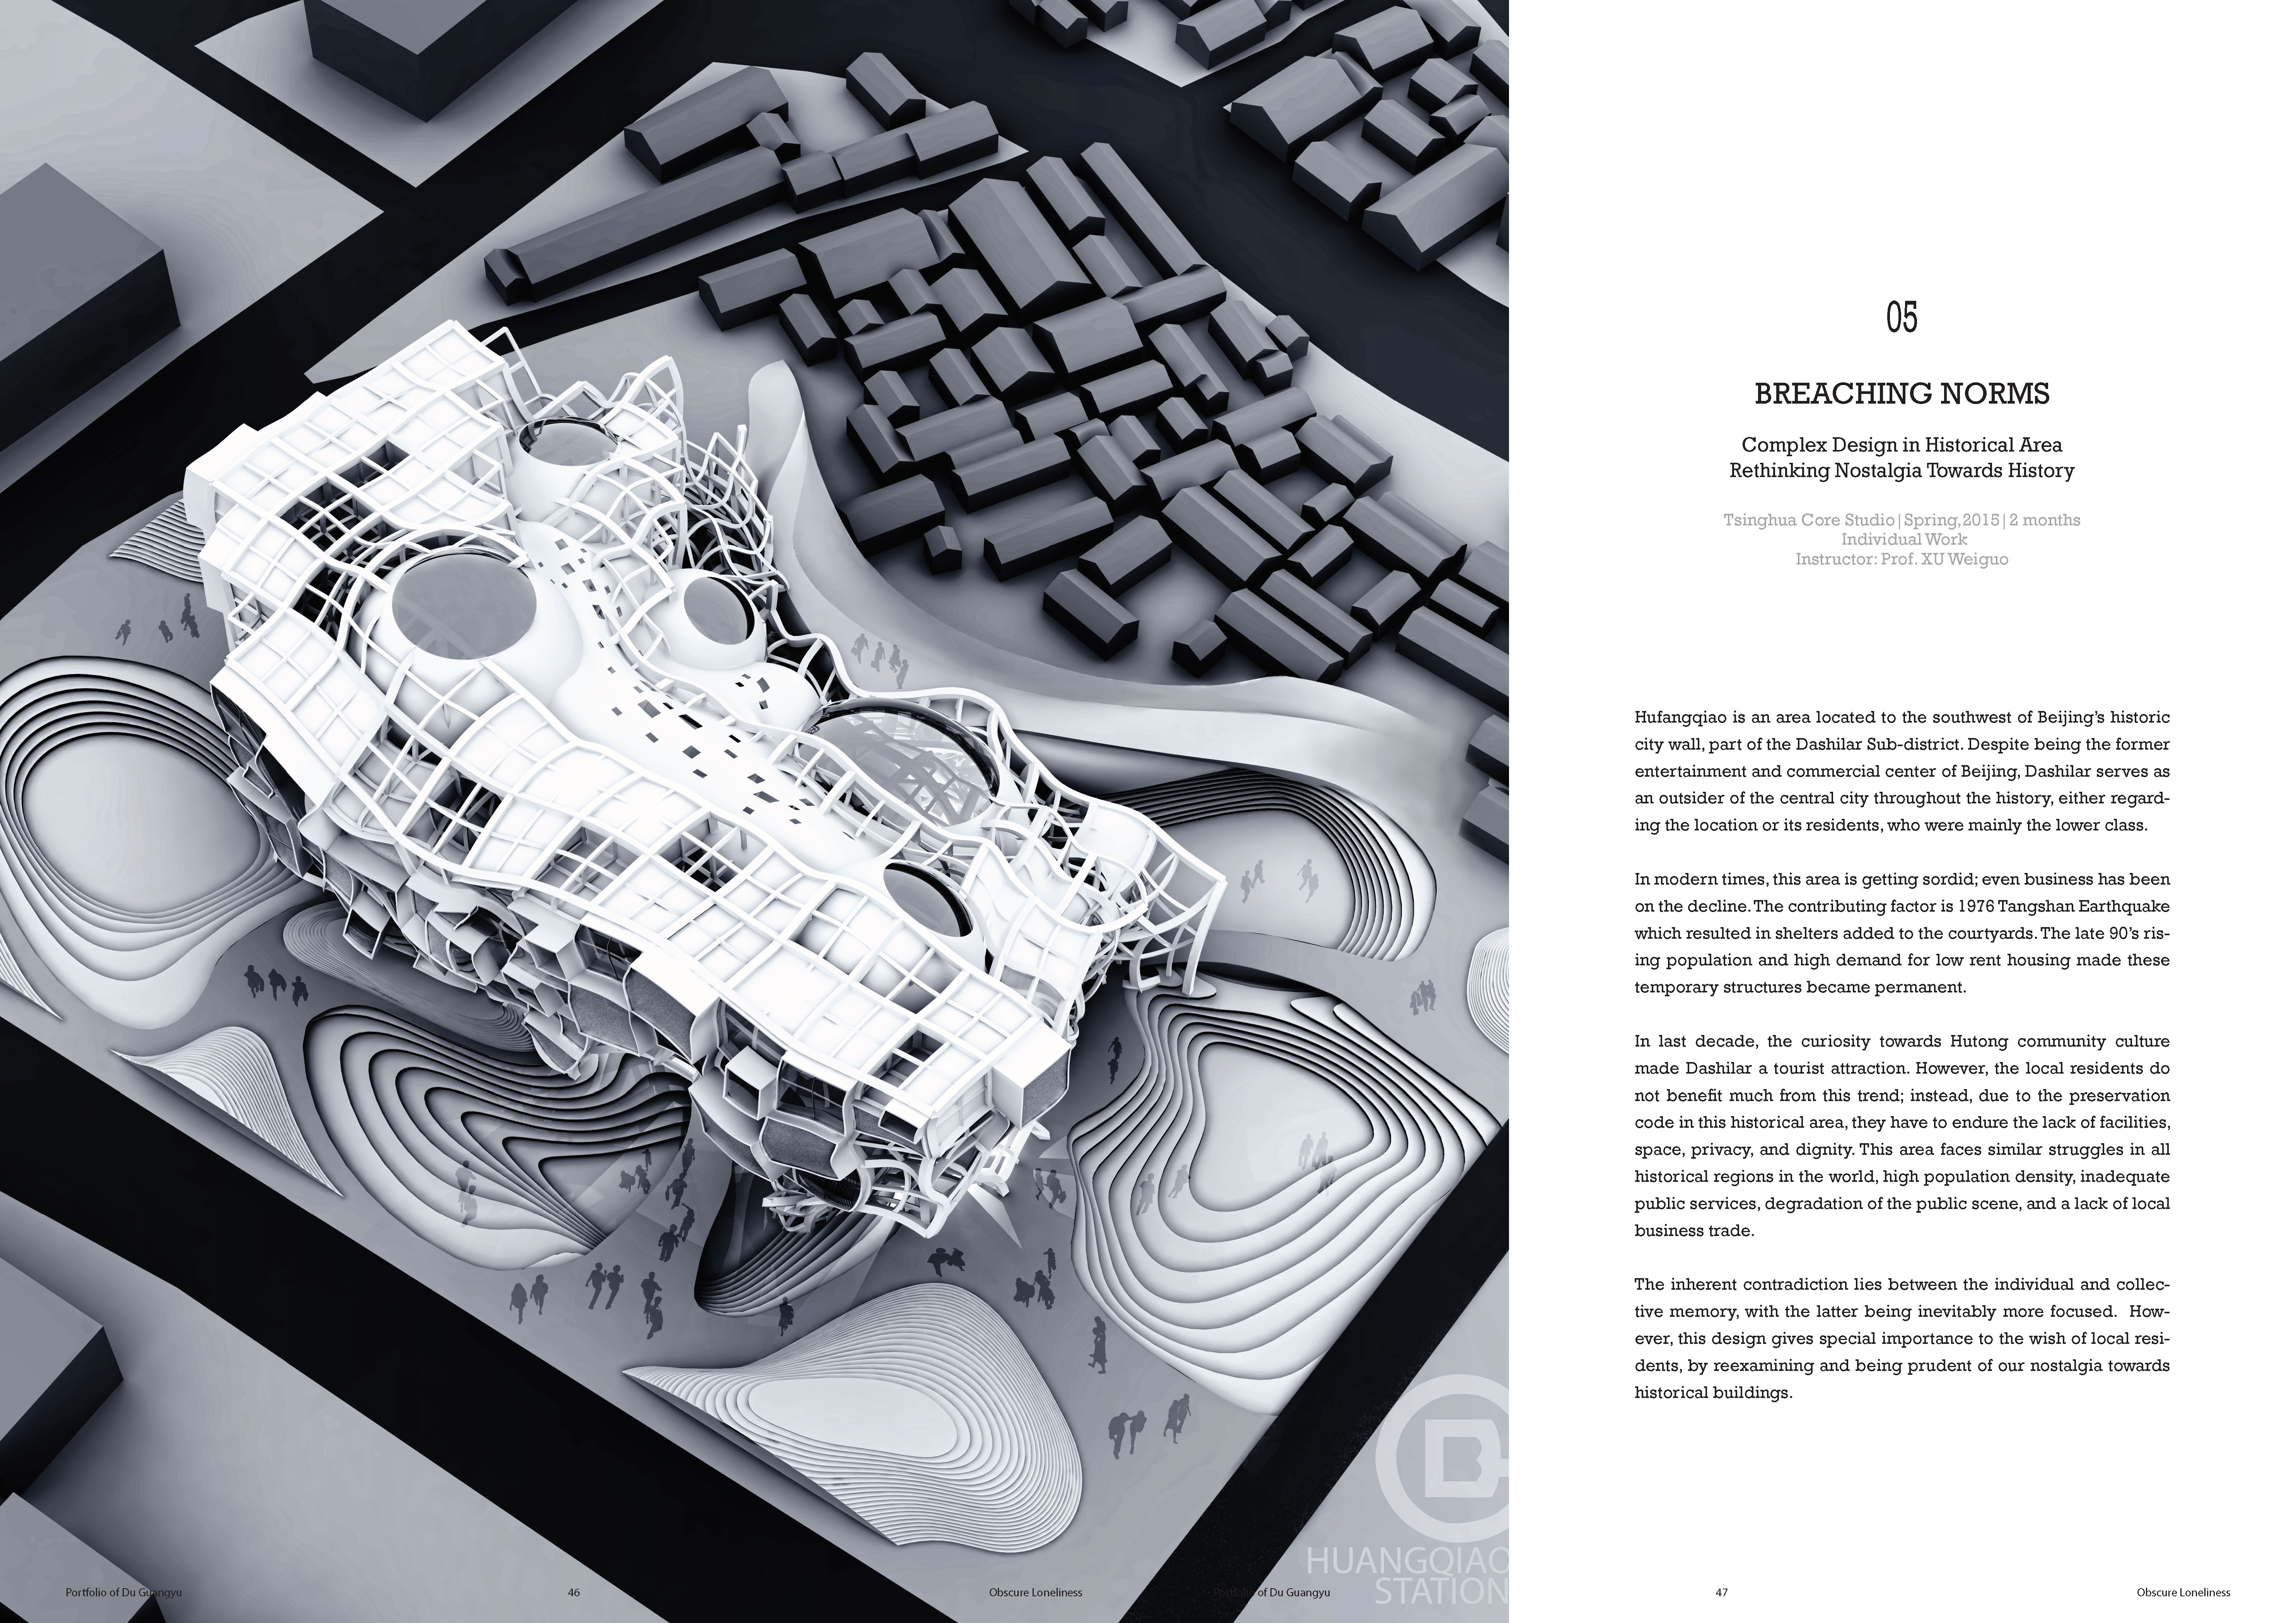 HUANGQIAO
STATION
Portfolio of Du Guangyu
46
Obscure Loneliness
05
BREACHING NORMS
Complex Design in Historical Area
Rethinking Nostalgia Towards History
Tsinghua Core Studio|Spring,2015|2 months
Individual Work
Instructor: Prof. XU Weiguo
Hufangqiao is an area located to the southwest of Beijing’s historic
city wall, part of the Dashilar Sub-district. Despite being the former
entertainment and commercial center of Beijing, Dashilar serves as
an outsider of the central city throughout the history, either regard-
ing the location or its residents, who were mainly the lower class.
In modern times, this area is getting sordid; even business has been
on the decline. The contributing factor is 1976 Tangshan Earthquake
which resulted in shelters added to the courtyards. The late 90’s ris-
ing population and high demand for low rent housing made these
temporary structures became permanent.
In last decade, the curiosity towards Hutong community culture
made Dashilar a tourist attraction. However, the local residents do
not benefit much from this trend; instead, due to the preservation
code in this historical area, they have to endure the lack of facilities,
space, privacy, and dignity. This area faces similar struggles in all
historical regions in the world, high population density, inadequate
public services, degradation of the public scene, and a lack of local
business trade.
The inherent contradiction lies between the individual and collec-
tive memory, with the latter being inevitably more focused. How-
ever, this design gives special importance to the wish of local resi-
dents, by reexamining and being prudent of our nostalgia towards
historical buildings.
Portfolio of Du Guangyu
47
Obscure Loneliness